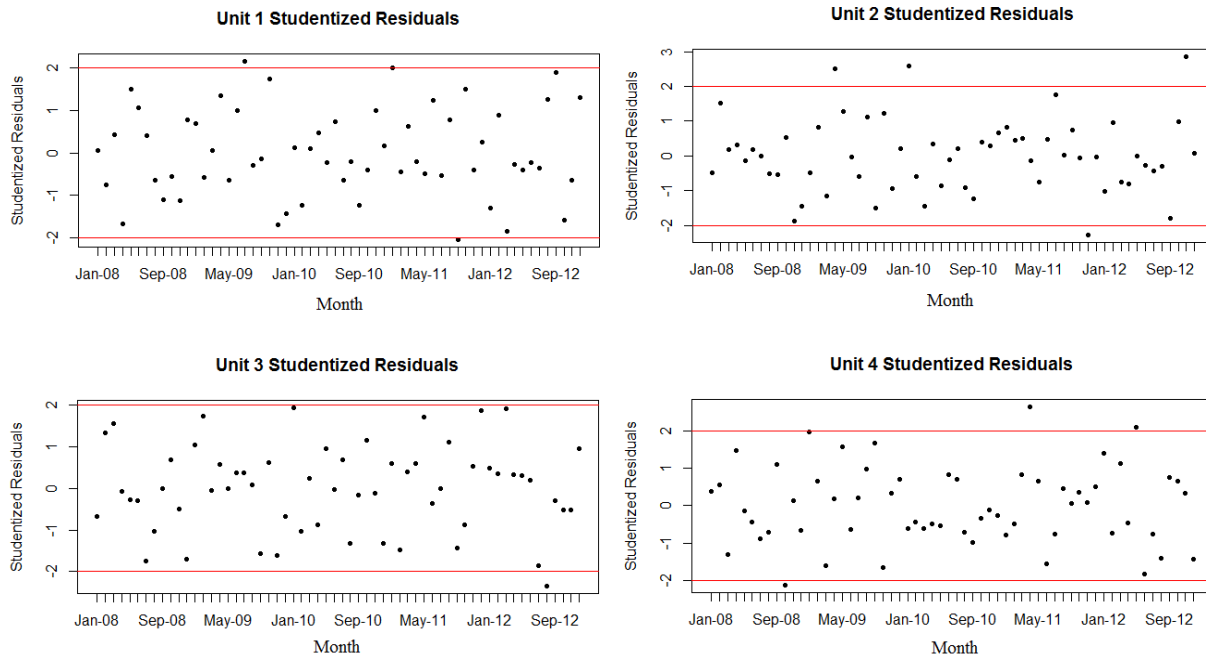 Unit 1 Studentized Residuals
Studentized Residuals
2
1
0
-1
-2
Jan-08 Sep-08 May-09 Jan-10 Sep-10 May-11 Jan-12 Sep-12
Month
Unit 2 Studentized Residuals
Studentized Residuals
3
2
1
0
-1
-2
Jan-08 Sep-08 May-09 Jan-10 Sep-10 May-11 Jan-12 Sep-12
Month
Unit 3 Studentized Residuals
Studentized Residuals
2
1
0
-1
-2
Jan-08 Sep-08 May-09 Jan-10 Sep-10 May-11 Jan-12 Sep-12
Month
Unit 4 Studentized Residuals
Studentized Residuals
2
1
0
-1
-2
Jan-08 Sep-08 May-09 Jan-10 Sep-10 May-11 Jan-12 Sep-12
Month